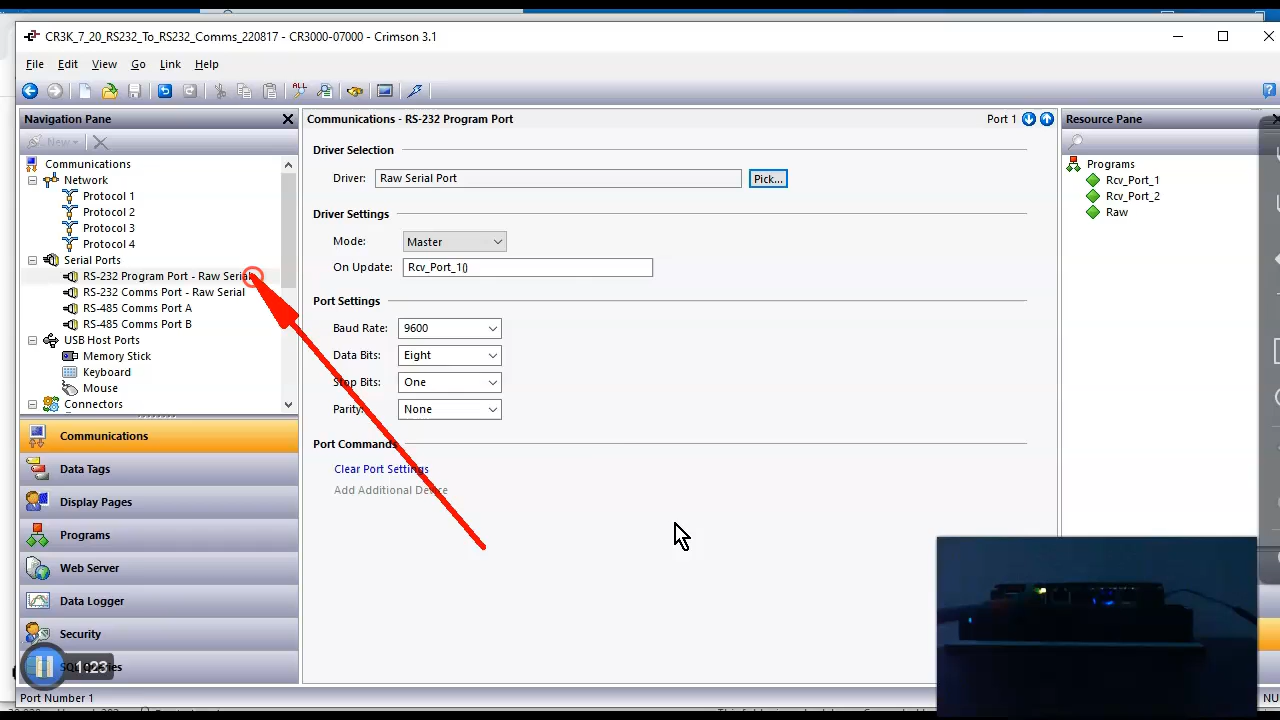 CR3K_7_20_RS232_To_RS232_Comms_220817 - CR3000-07000 - Crimson 3.1
File Edit View Go Link Help
Navigation Pane
New
Communications
Network
Protocol 1
Protocol 2
Protocol 3
Protocol 4
Serial Ports
RS-232 Program Port - Raw Serial
RS-232 Comms Port - Raw Serial
RS-485 Comms Port A
RS-485 Comms Port B
USB Host Ports
Memory Stick
Keyboard
Mouse
Connectors
Communications
Data Tags
Display Pages
Programs
Web Server
Data Logger
Security
1:23
Port Number 1
Communications - RS-232 Program Port
Port 1
Driver Selection
Driver: Raw Serial Port Pick...
Driver Settings
Mode: Master
On Update: Rcv_Port_1()
Port Settings
Baud Rate: 9600
Data Bits: Eight
Stop Bits: One
Parity: None
Port Commands
Clear Port Settings
Add Additional Device
Resource Pane
Programs
Rcv_Port_1
Rcv_Port_2
Raw
NU